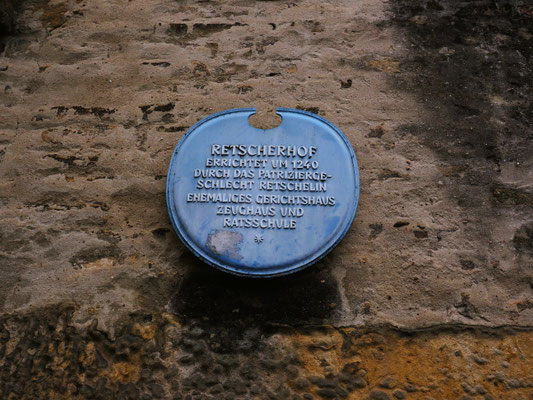 RETSCHERHOF
ERRICHTET UM 1240
DURCH DAS PATRIZIERGE-
SCHLECHT RETSCHELIN
EHEMALIGES GERICHTSHAUS
ZEUGHAUS UND
RATSSCHULE
*